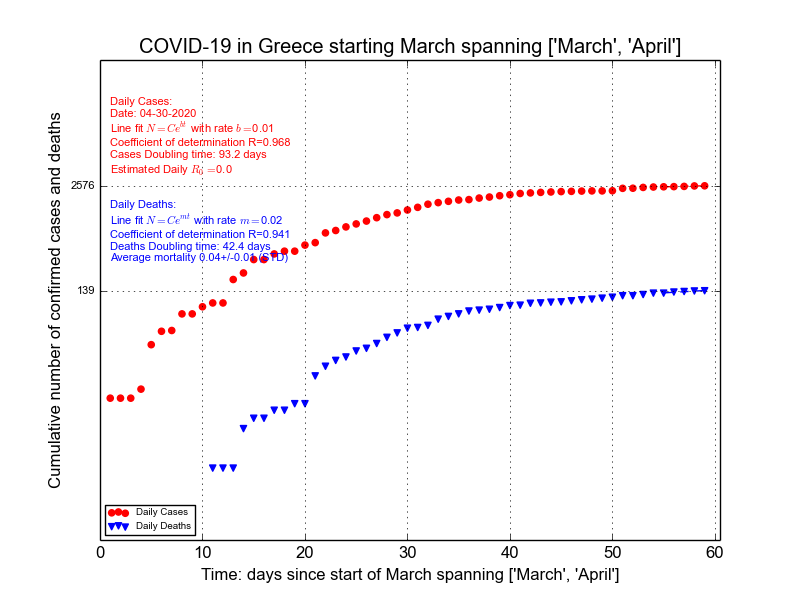 COVID-19 in Greece starting March spanning ['March', 'April']
Daily Cases:
Date: 04-30-2020
Line fit N = Ce^{bt} with rate b =0.01
Coefficient of determination R=0.968
Cases Doubling time: 93.2 days
Estimated Daily R_0 =0.0
Daily Deaths:
Line fit N = Ce^{mt} with rate m =0.02
Coefficient of determination R=0.941
Deaths Doubling time: 42.4 days
Average mortality 0.04+/-0.01 (STD)
Cumulative number of confirmed cases and deaths
2576
139
Daily Cases
Daily Deaths
0 10 20 30 40 50 60
Time: days since start of March spanning ['March', 'April']